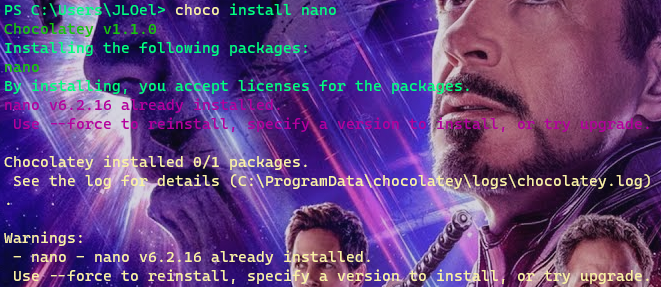 PS C:\Users\JLOel> choco install nano
Chocolatey v1.1.0
Installing the following packages:
nano
By installing, you accept licenses for the packages.
nano v6.2.16 already installed.
Use --force to reinstall, specify a version to install, or try upgrade.
Chocolatey installed 0/1 packages.
See the log for details (C:\ProgramData\chocolatey\logs\chocolatey.log)
.
Warnings:
- nano - nano v6.2.16 already installed.
Use --force to reinstall, specify a version to install, or try upgrade.